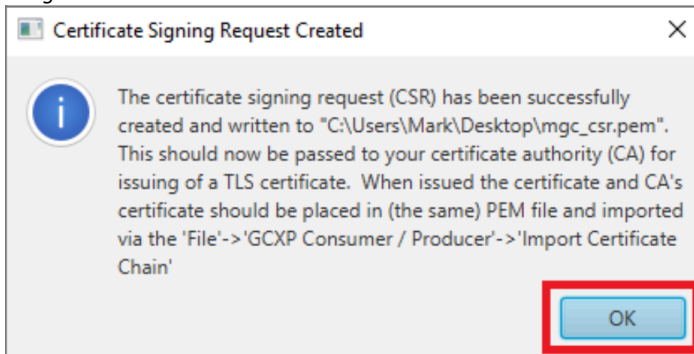 Certificate Signing Request Created
The certificate signing request (CSR) has been successfully
created and written to "C:\Users\Mark\Desktop\mgc_csr.pem".
This should now be passed to your certificate authority (CA) for
issuing of a TLS certificate.  When issued the certificate and CA's
certificate should be placed in (the same) PEM file and imported
via the 'File'->'GCXP Consumer / Producer'->'Import Certificate
Chain'
OK